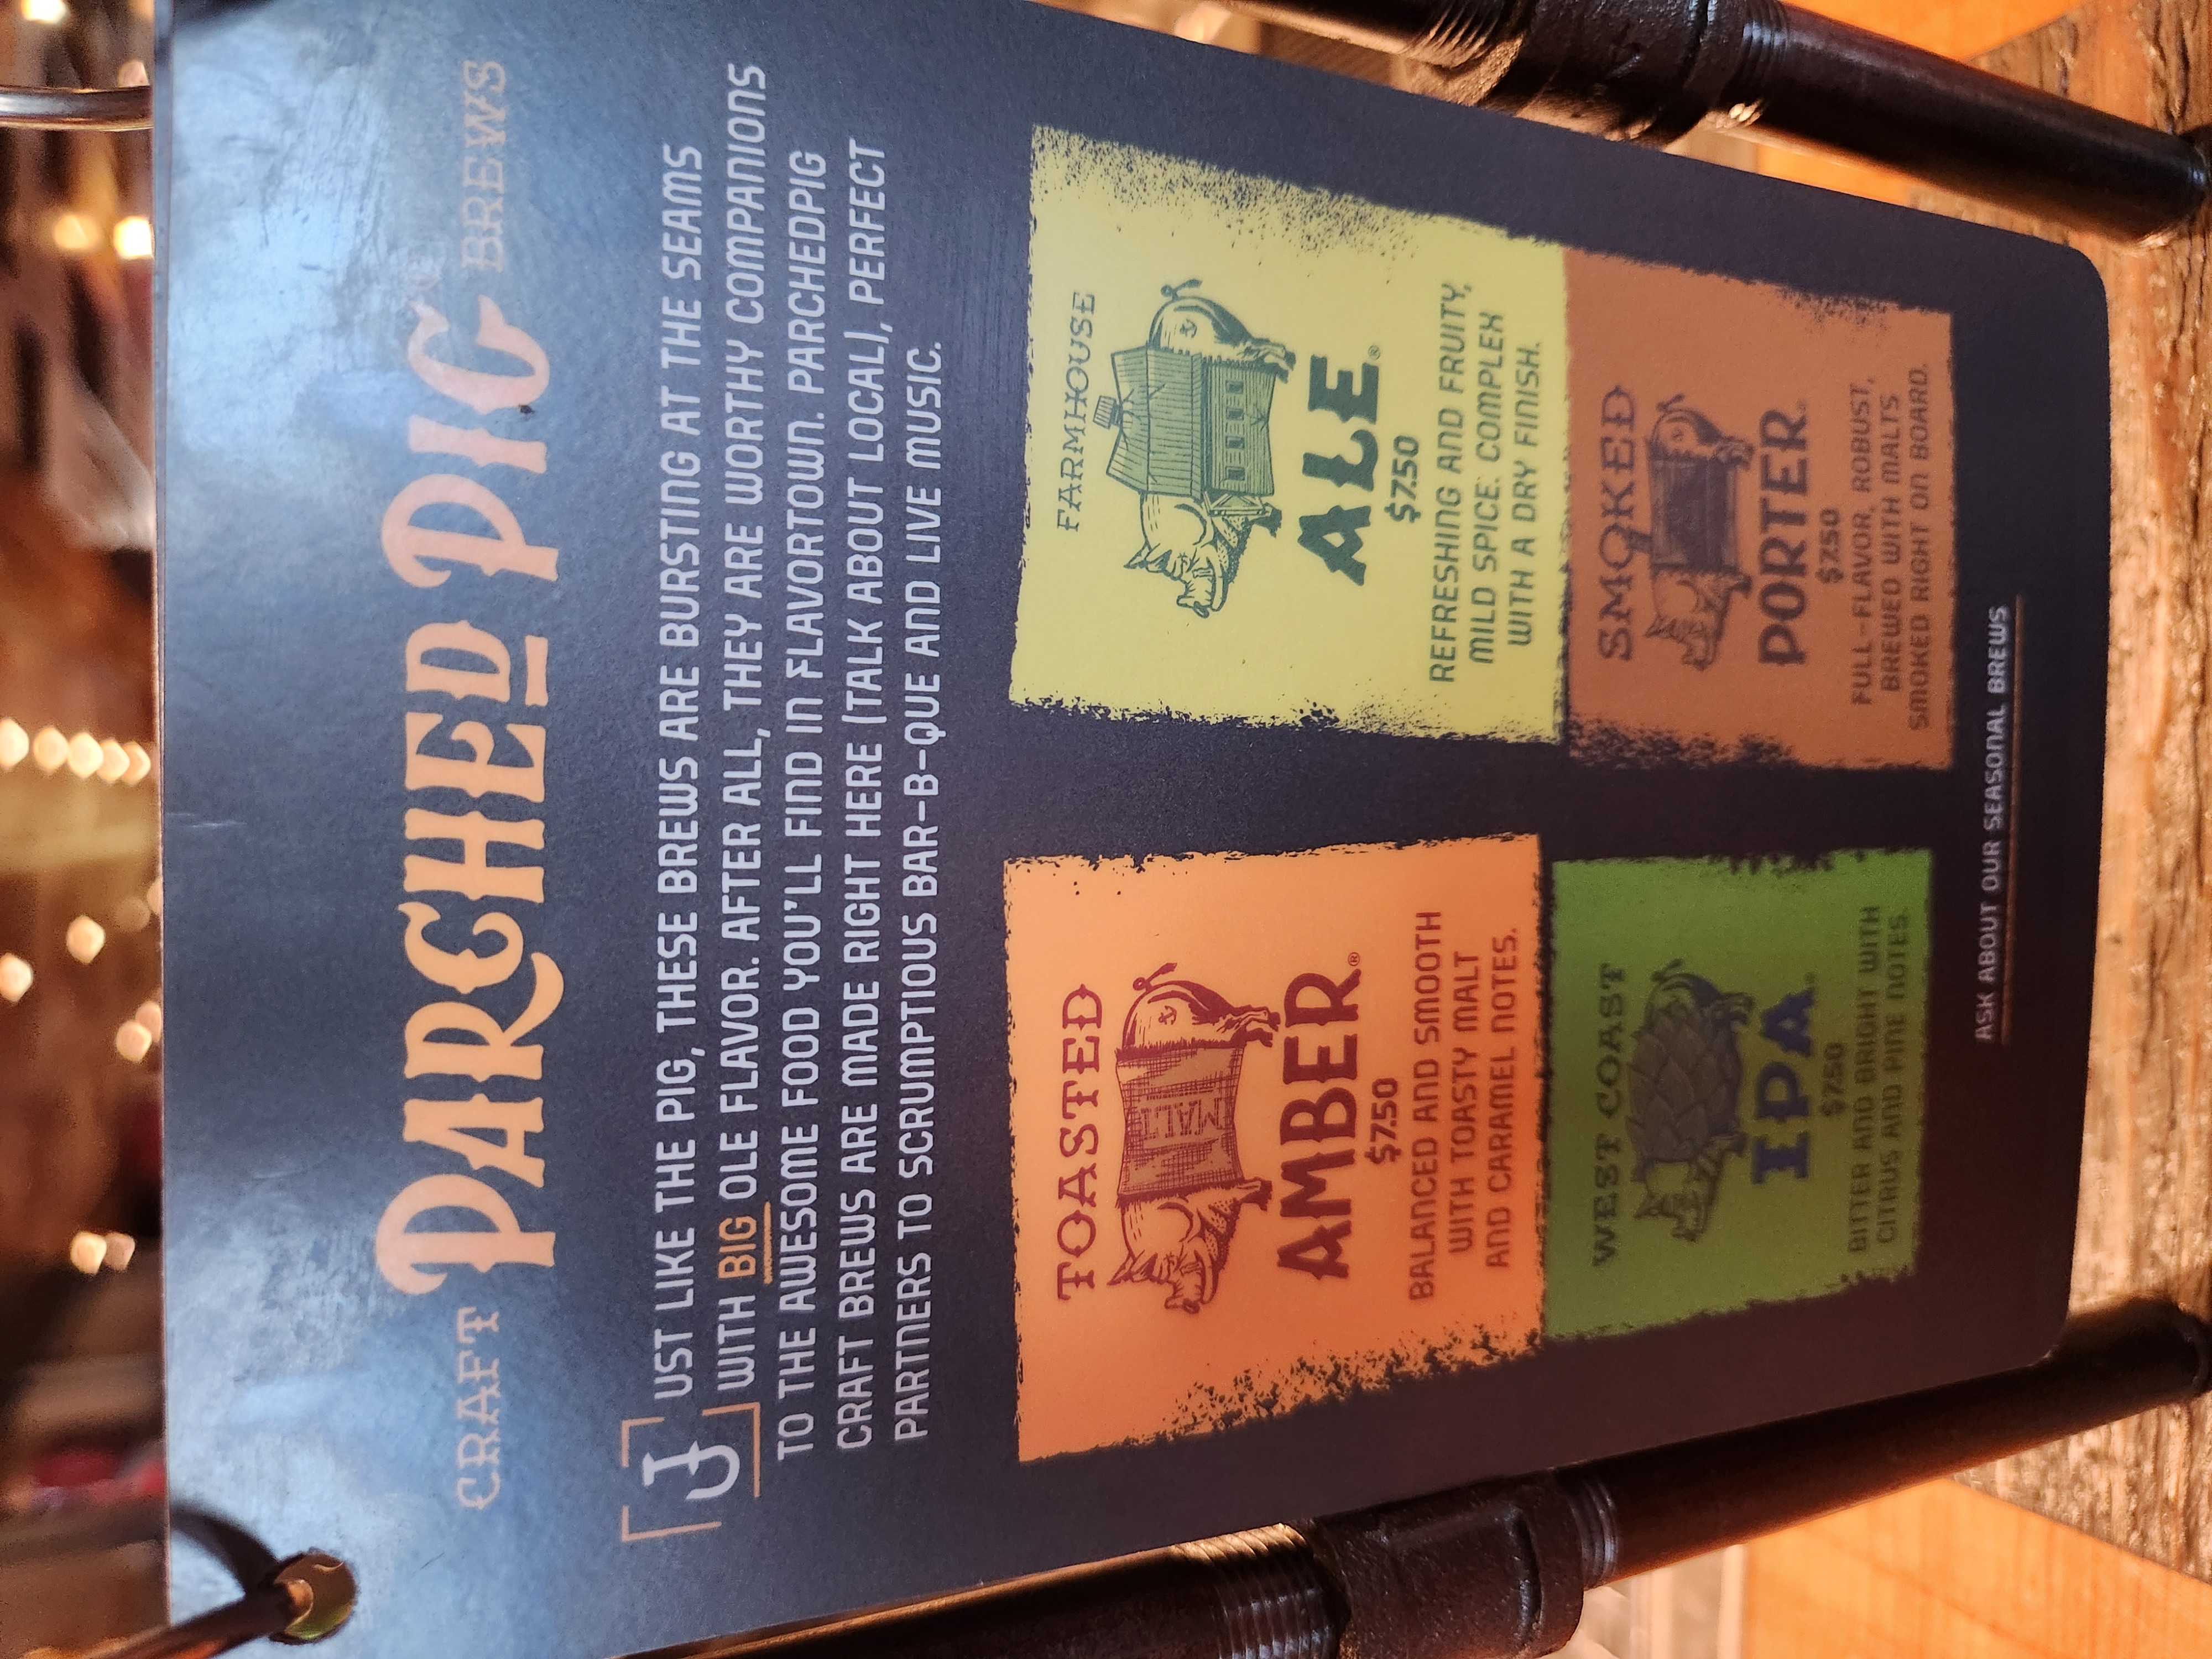 CRAFT PARCHED PIG® BREWS
JUST LIKE THE PIG, THESE BREWS ARE BURSTING AT THE SEAMS
WITH BIG OLE FLAVOR. AFTER ALL, THEY ARE WORTHY COMPANIONS
TO THE AWESOME FOOD YOU'LL FIND IN FLAVORTOWN. PARCHEDPIG
CRAFT BREWS ARE MADE RIGHT HERE (TALK ABOUT LOCAL), PERFECT
PARTNERS TO SCRUMPTIOUS BAR-B-QUE AND LIVE MUSIC.
TOASTED
MALT
AMBER®
$7.50
BALANCED AND SMOOTH
WITH TOASTY MALT
AND CARAMEL NOTES.
FARMHOUSE
ALE®
$7.50
REFRESHING AND FRUITY,
MILD SPICE. COMPLEX
WITH A DRY FINISH.
WEST COAST
IPA®
$7.50
BITTER AND BRIGHT WITH
CITRUS AND PINE NOTES.
SMOKED
PORTER®
$7.50
FULL-FLAVOR, ROBUST,
BREWED WITH MALTS
SMOKED RIGHT ON BOARD.
ASK ABOUT OUR SEASONAL BREWS